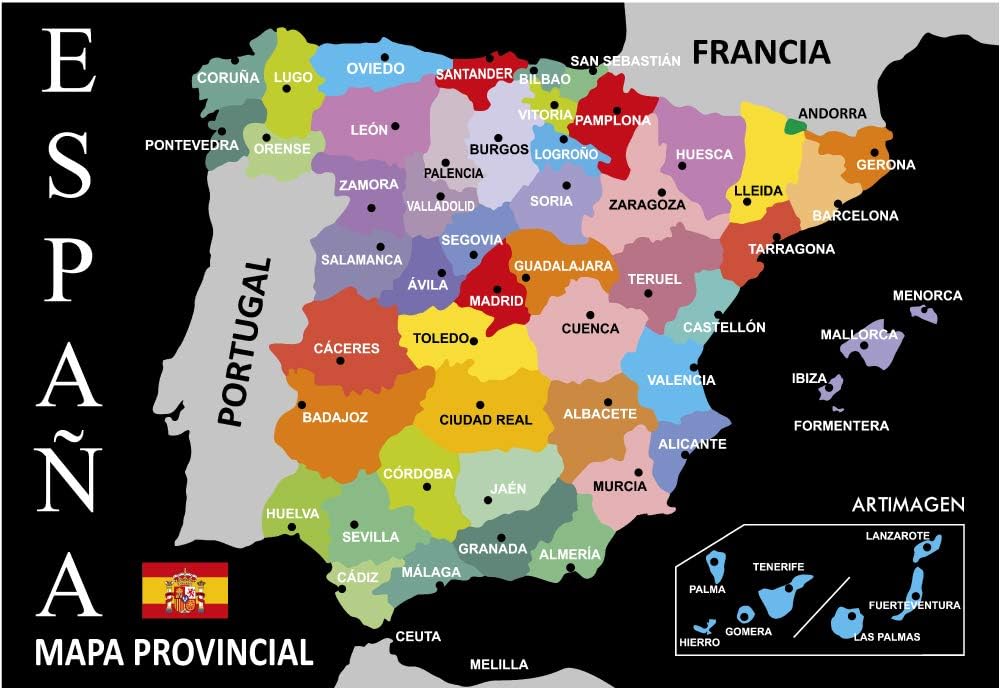 ESPAÑA
FRANCIA
SAN SEBASTIÁN
CORUÑA
LUGO
OVIEDO
SANTANDER
BILBAO
VITORIA
PAMPLONA
ANDORRA
PONTEVEDRA
ORENSE
LEÓN
PALENCIA
BURGOS
LOGROÑO
HUESCA
LLEIDA
GERONA
ZAMORA
VALLADOLID
SORIA
ZARAGOZA
BARCELONA
SALAMANCA
ÁVILA
SEGOVIA
MADRID
GUADALAJARA
TERUEL
TARRAGONA
PORTUGAL
CÁCERES
TOLEDO
CUENCA
CASTELLÓN
MENORCA
MALLORCA
IBIZA
FORMENTERA
BADAJOZ
CIUDAD REAL
ALBACETE
VALENCIA
ALICANTE
CÓRDOBA
JAÉN
MURCIA
HUELVA
SEVILLA
GRANADA
ALMERÍA
CÁDIZ
MÁLAGA
ARTIMAGEN
LANZAROTE
PALMA
TENERIFE
FUERTEVENTURA
HIERRO
GOMERA
LAS PALMAS
CEUTA
MELILLA
MAPA PROVINCIAL